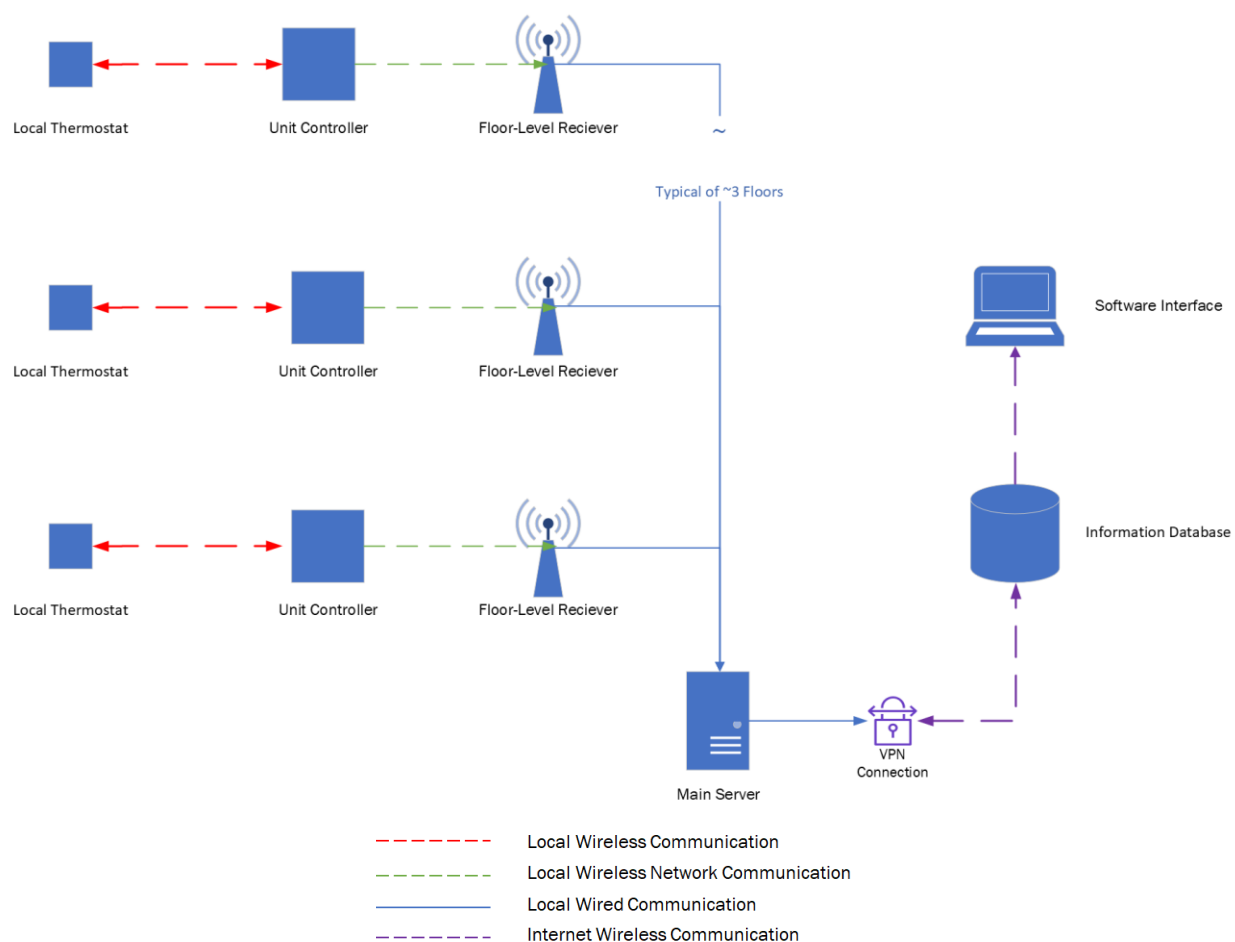 Local Thermostat
Unit Controller
Floor-Level Reciever
~
Typical of ~3 Floors
Local Thermostat
Unit Controller
Floor-Level Reciever
Software Interface
Local Thermostat
Unit Controller
Floor-Level Reciever
Information Database
Main Server
VPN
Connection
Local Wireless Communication
Local Wireless Network Communication
Local Wired Communication
Internet Wireless Communication